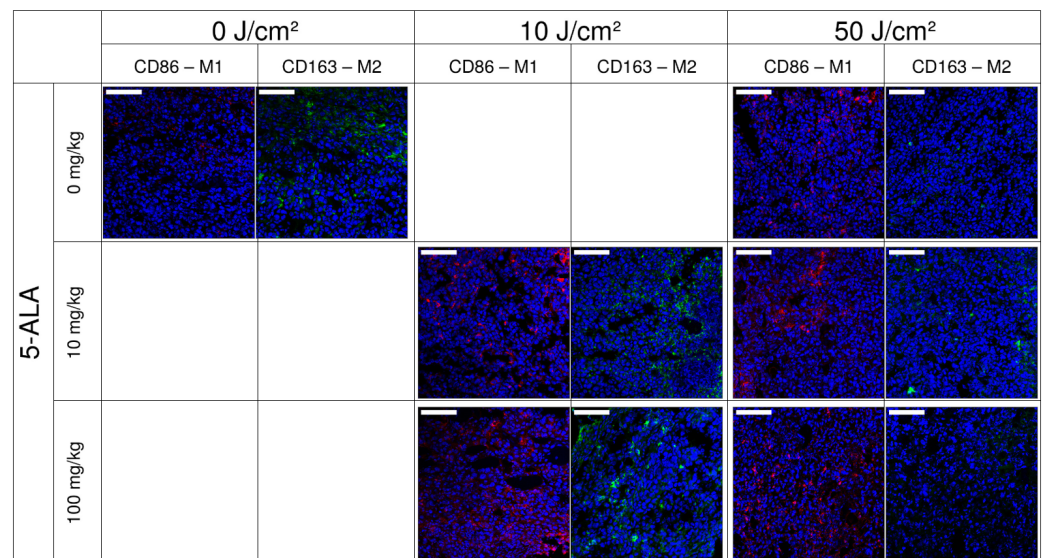 0 J/cm²
10 J/cm²
50 J/cm²
CD86 – M1
CD163 – M2
CD86 – M1
CD163 – M2
CD86 – M1
CD163 – M2
5-ALA
0 mg/kg
10 mg/kg
100 mg/kg